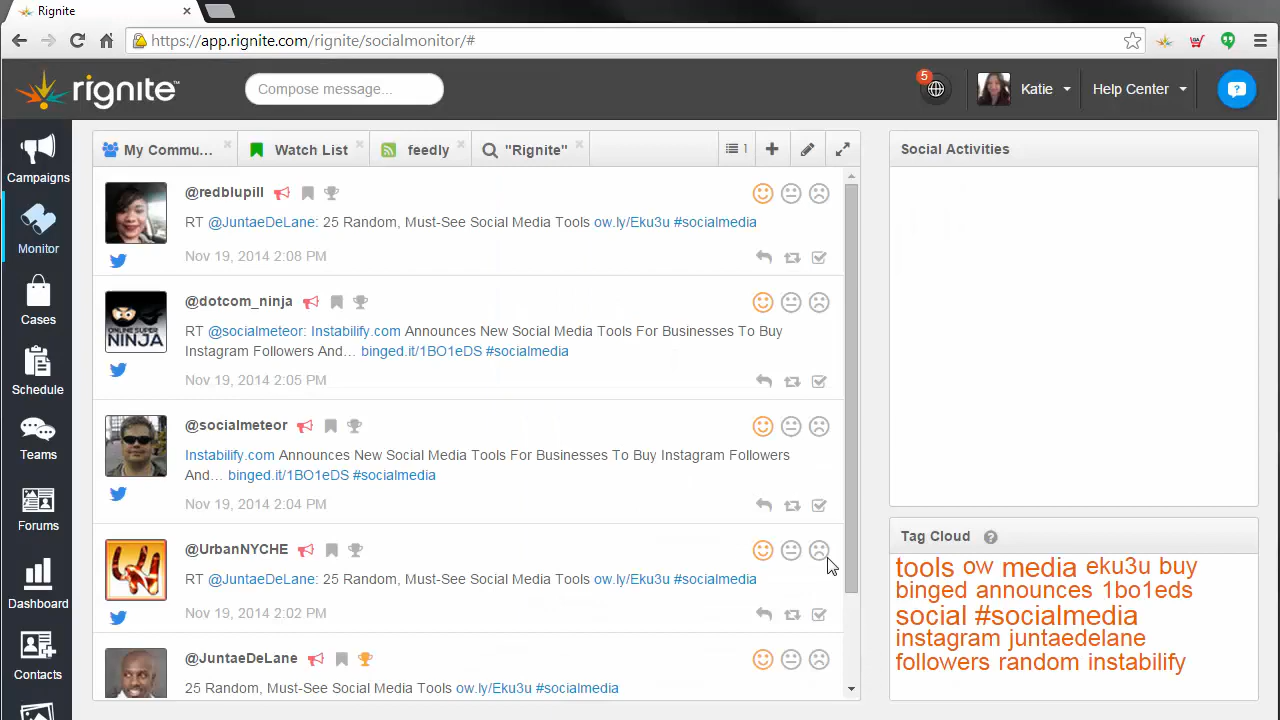 Rignite
https://app.rignite.com/rignite/socialmonitor/#
rignite™
Compose message...
5
Katie
Help Center
Campaigns
Monitor
Cases
Schedule
Teams
Forums
Dashboard
Contacts
My Commu...
Watch List
feedly
"Rignite"
1
@redblupill
RT @JuntaeDeLane: 25 Random, Must-See Social Media Tools ow.ly/Eku3u #socialmedia
Nov 19, 2014 2:08 PM
@dotcom_ninja
RT @socialmeteor: Instabilify.com Announces New Social Media Tools For Businesses To Buy
Instagram Followers And... binged.it/1BO1eDS #socialmedia
Nov 19, 2014 2:05 PM
ONLINE SUPER
NINJA
@socialmeteor
Instabilify.com Announces New Social Media Tools For Businesses To Buy Instagram Followers
And... binged.it/1BO1eDS #socialmedia
Nov 19, 2014 2:04 PM
@UrbanNYCHE
RT @JuntaeDeLane: 25 Random, Must-See Social Media Tools ow.ly/Eku3u #socialmedia
Nov 19, 2014 2:02 PM
@JuntaeDeLane
25 Random, Must-See Social Media Tools ow.ly/Eku3u #socialmedia
Social Activities
Tag Cloud
tools ow media eku3u buy
binged announces 1bo1eds
social #socialmedia
instagram juntaedelane
followers random instabilify